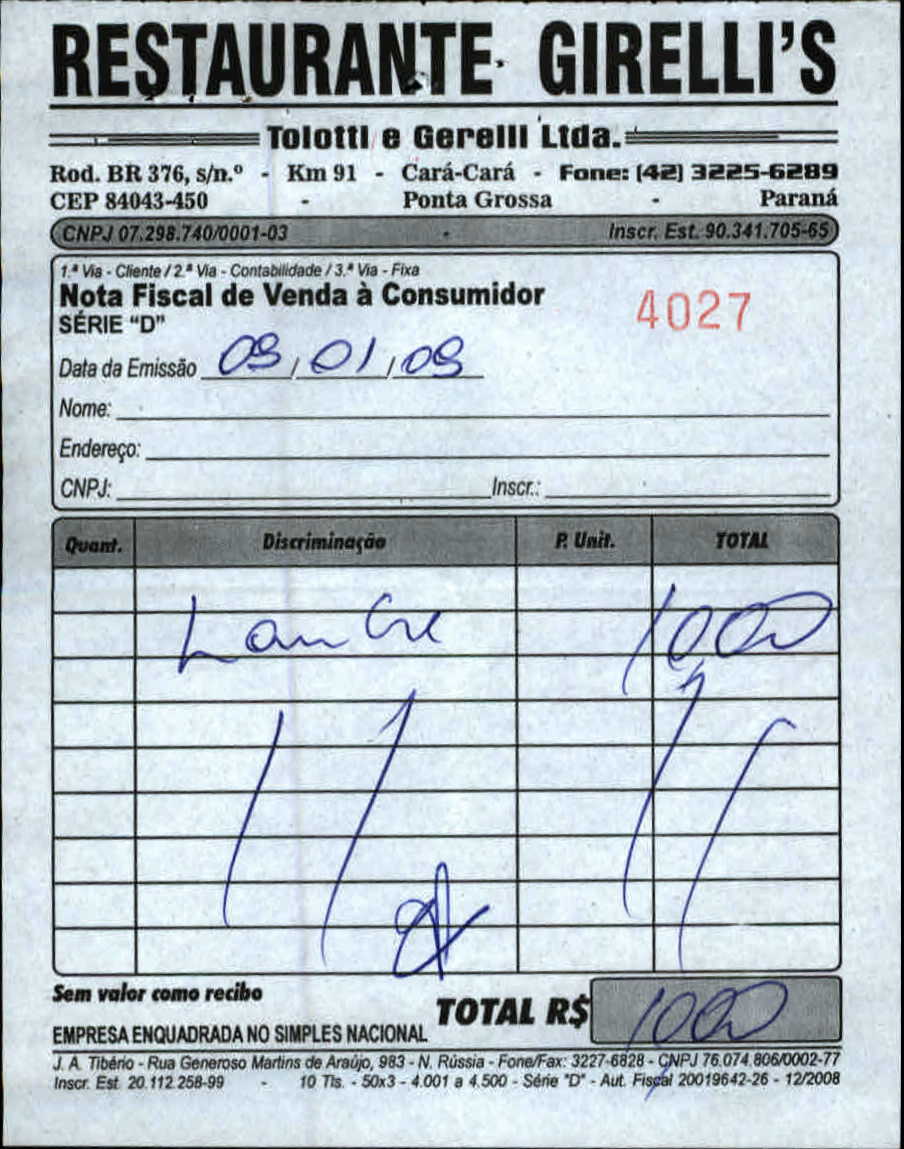 RESTAURANTE GIRELLI'S
Tolotti e Gerelli Ltda.
Rod. BR 376, s/n.º - Km 91 - Cará-Cará - Fone: (42) 3225-6289
CEP 84043-450 - Ponta Grossa - Paraná
CNPJ 07.298.740/0001-03 - Inscr. Est. 90.341.705-65
1.ª Via - Cliente / 2.ª Via - Contabilidade / 3.ª Via - Fixa
Nota Fiscal de Venda à Consumidor
4027
SÉRIE "D"
Data da Emissão 09/01/09
Nome:
Endereço:
CNPJ: Inscr.:
Quant. Discriminação P. Unit. TOTAL
Lanche 1000
Sem valor como recibo
TOTAL R$ 1000
EMPRESA ENQUADRADA NO SIMPLES NACIONAL
J. A. Tibério - Rua Generoso Martins de Araújo, 983 - N. Rússia - Fone/Fax: 3227-6828 - CNPJ 76.074.806/0002-77
Inscr. Est. 20.112.258-99 - 10 Tls. - 50x3 - 4.001 a 4.500 - Série "D" - Aut. Fiscal 20019642-26 - 12/2008